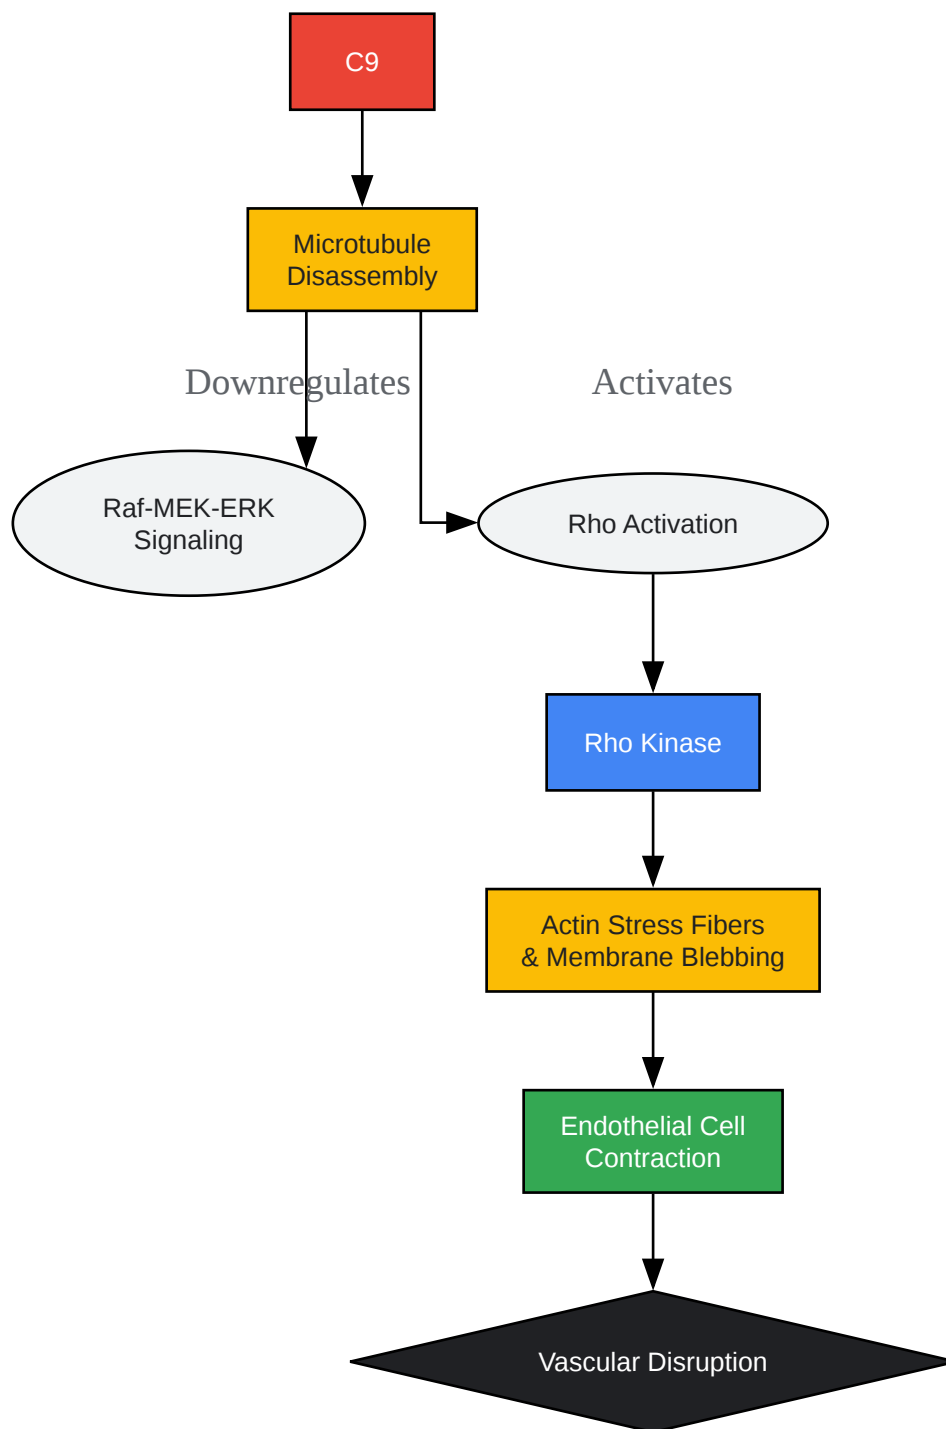 C9
Microtubule
Disassembly
Downregulates
Activates
Raf-MEK-ERK
Signaling
Rho Activation
Rho Kinase
Actin Stress Fibers
& Membrane Blebbing
Endothelial Cell
Contraction
Vascular Disruption